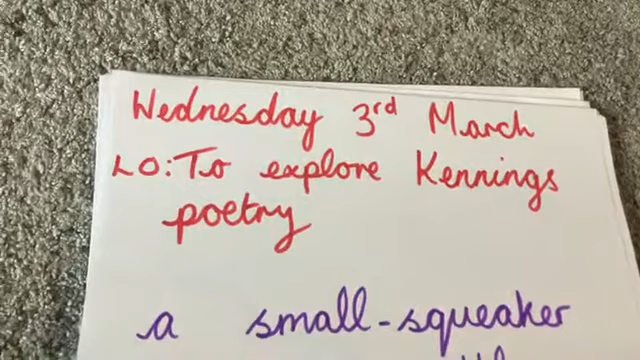 Wednesday 3rd March
LO: To explore Kennings
poetry
a small-squeaker